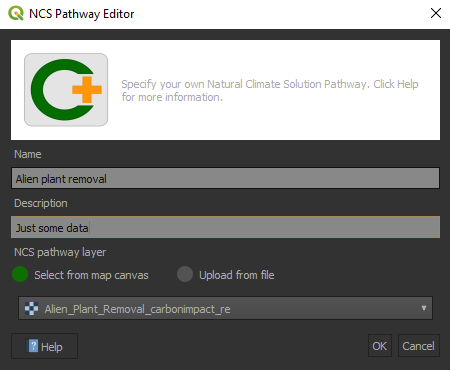 NCS Pathway Editor
Specify your own Natural Climate Solution Pathway. Click Help
for more information.
Name
Alien plant removal
Description
Just some data
NCS pathway layer
Select from map canvas Upload from file
Alien_Plant_Removal_carbonimpact_re
Help OK Cancel